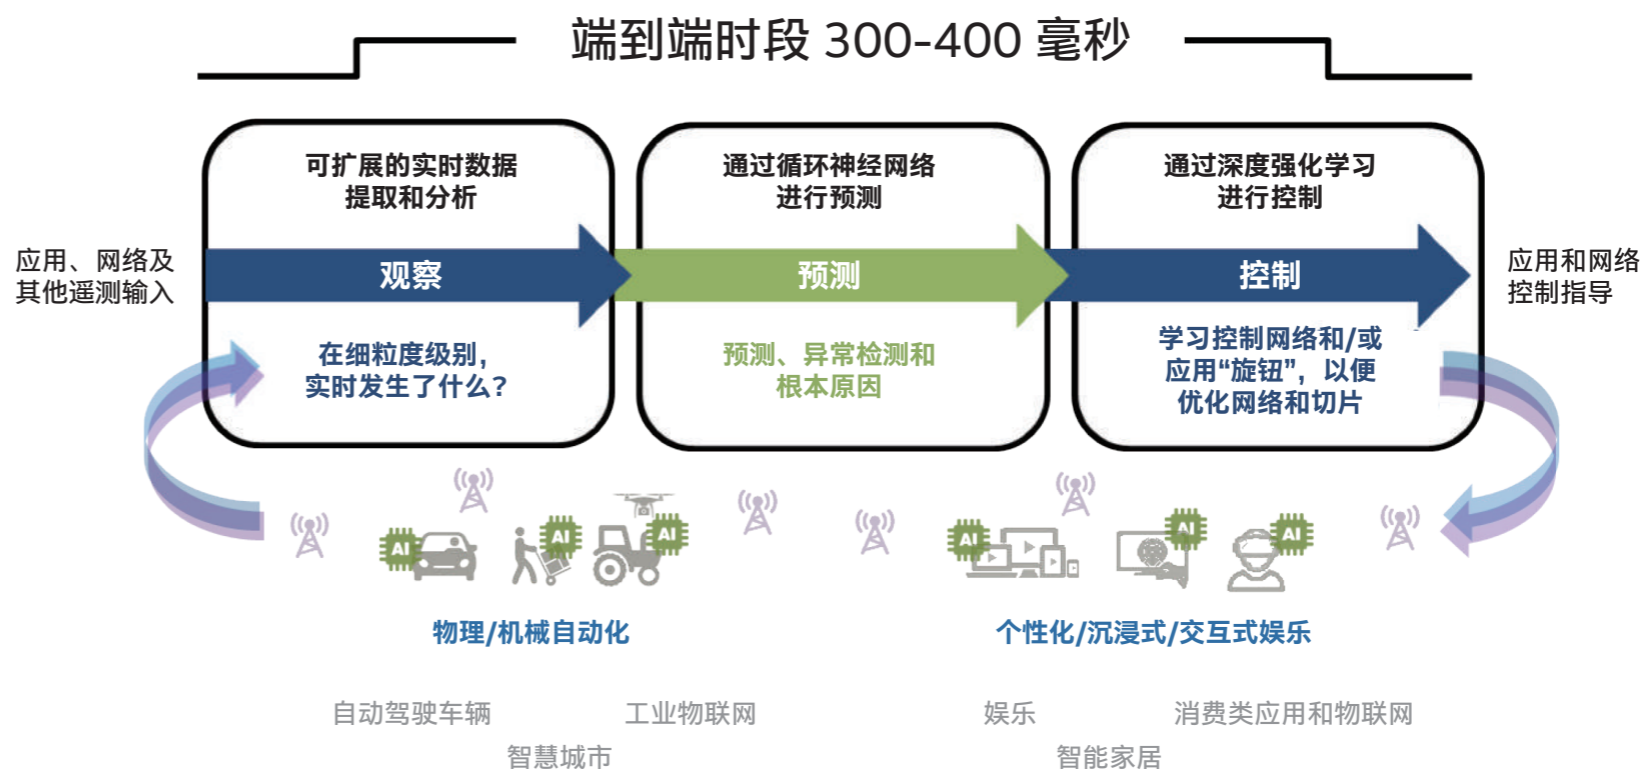 端到端时段 300-400 毫秒
可扩展的实时数据
提取和分析
通过循环神经网络
进行预测
通过深度强化学习
进行控制
应用、网络及
其他遥测输入
观察
预测
控制
应用和网络
控制指导
在细粒度级别，
实时发生了什么？
预测、异常检测和
根本原因
学习控制网络和/或
应用“旋钮”，以便
优化网络和切片
AI
AI
AI
AI
AI
AI
物理/机械自动化
个性化/沉浸式/交互式娱乐
自动驾驶车辆
工业物联网
娱乐
消费类应用和物联网
智慧城市
智能家居